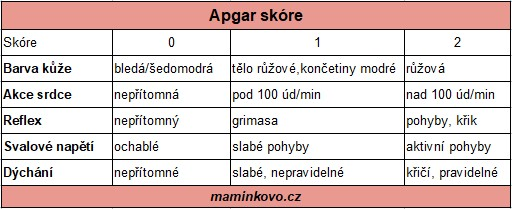 Apgar skóre
Skóre 0 1 2
Barva kůže bledá/šedomodrá tělo růžové,končetiny modré růžová
Akce srdce nepřítomná pod 100 úd/min nad 100 úd/min
Reflex nepřítomný grimasa pohyby, křik
Svalové napětí ochablé slabé pohyby aktivní pohyby
Dýchání nepřítomné slabé, nepravidelné křičí, pravidelné
maminkovo.cz